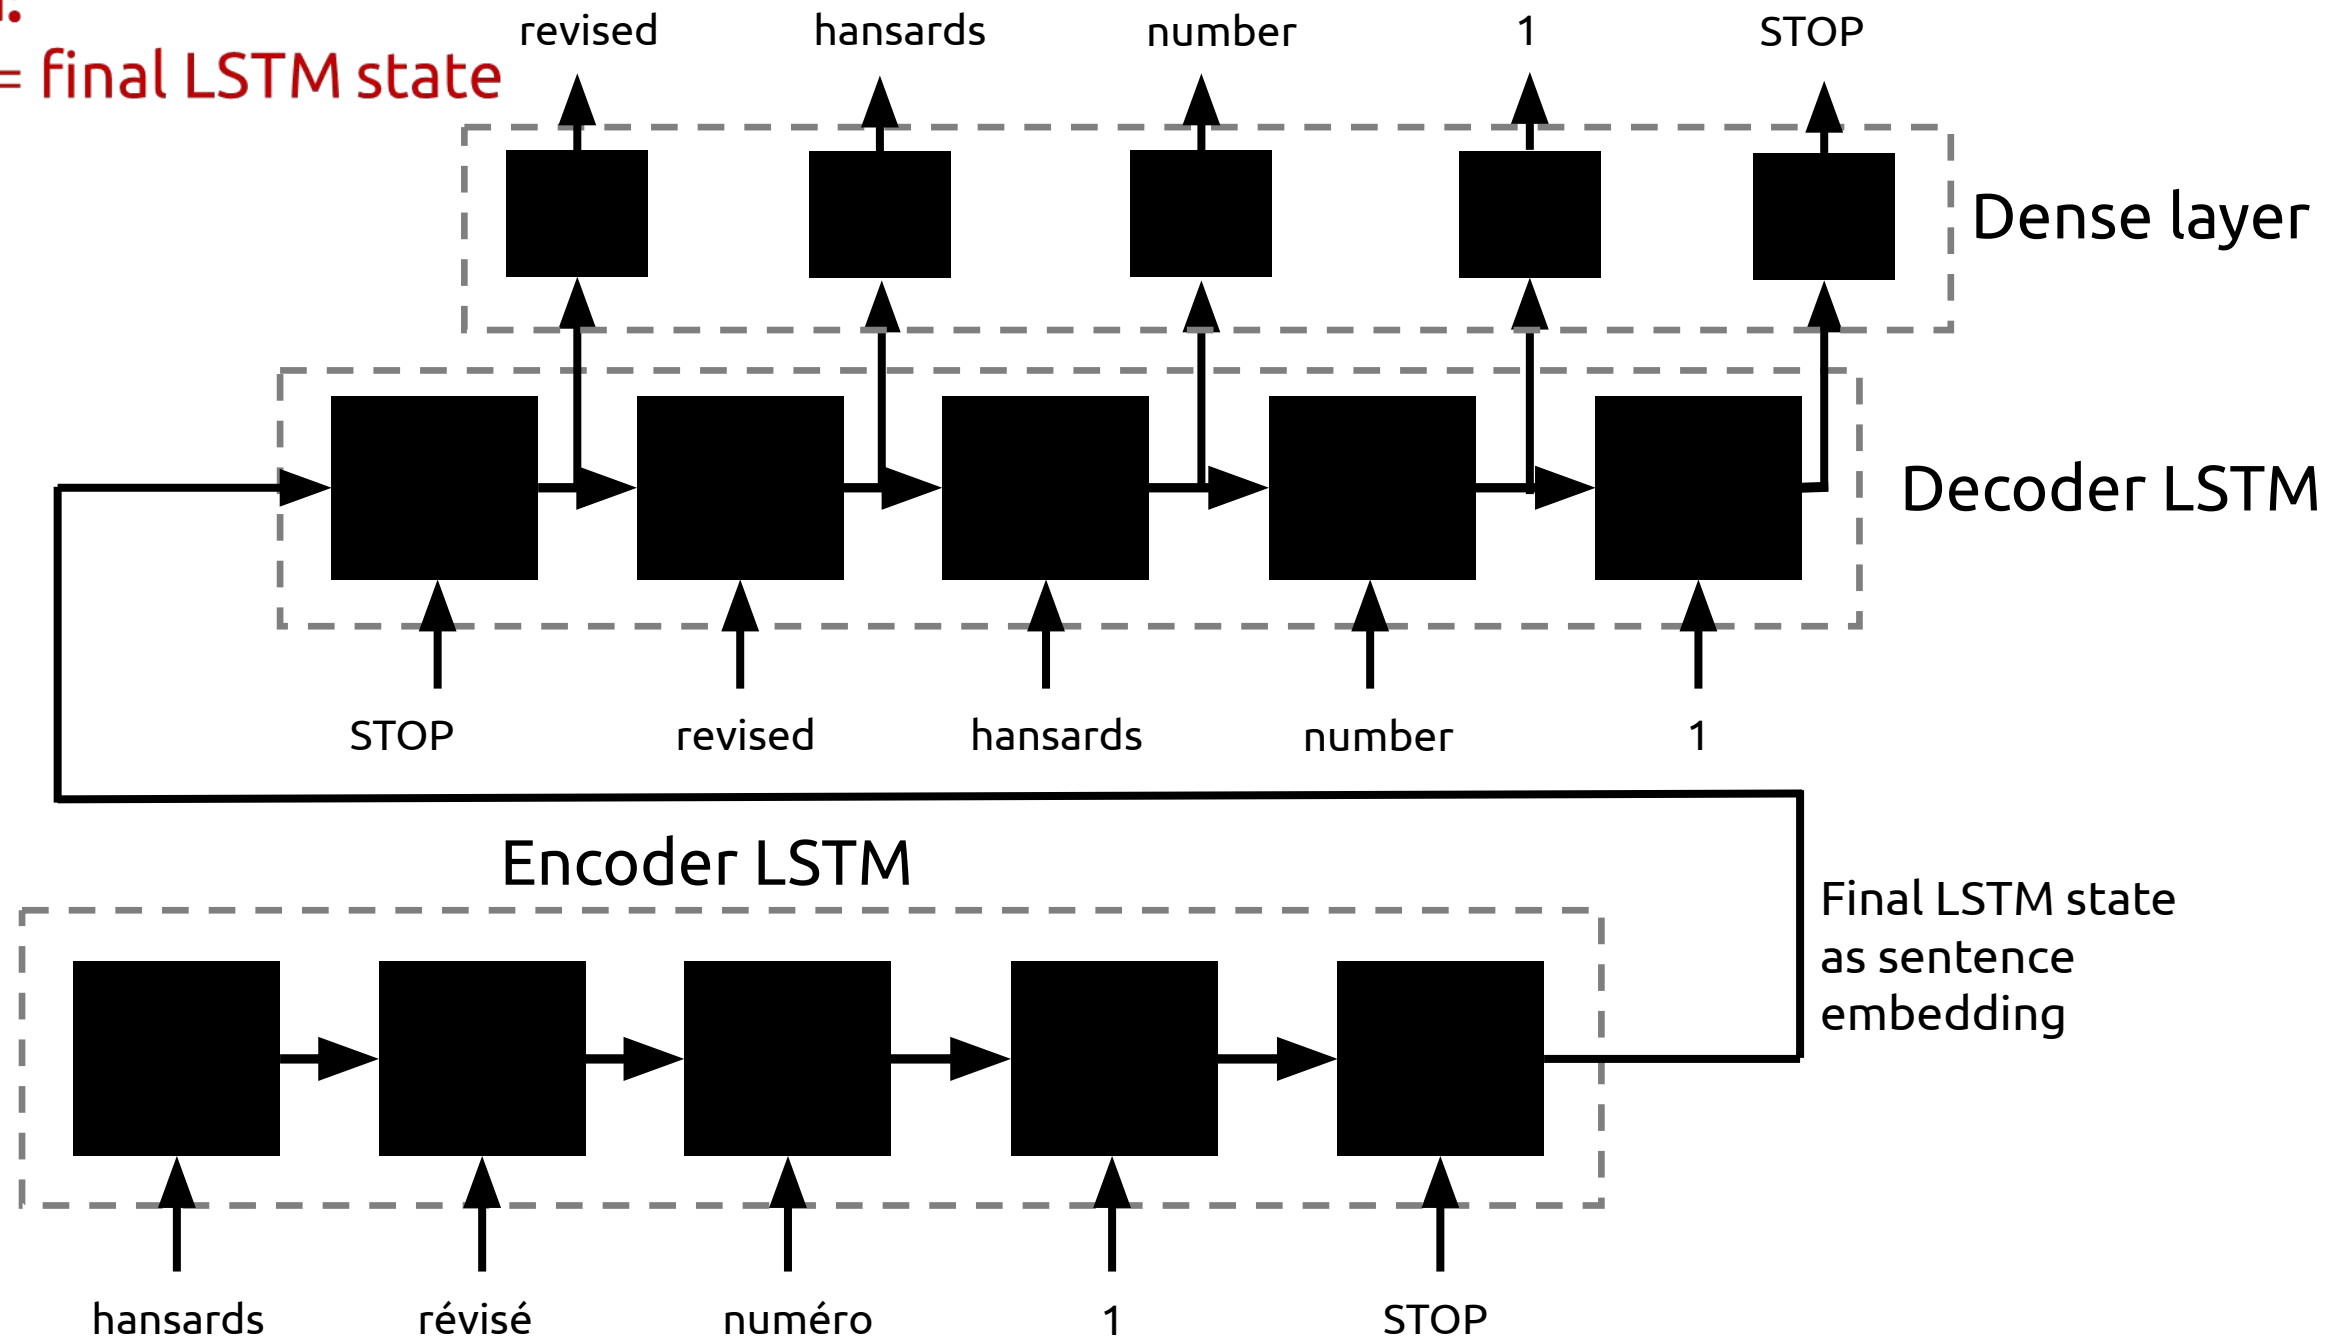 = final LSTM state
revised hansards number 1 STOP
Dense layer
Decoder LSTM
STOP revised hansards number 1
Encoder LSTM
Final LSTM state
as sentence
embedding
hansards révisé numéro 1 STOP